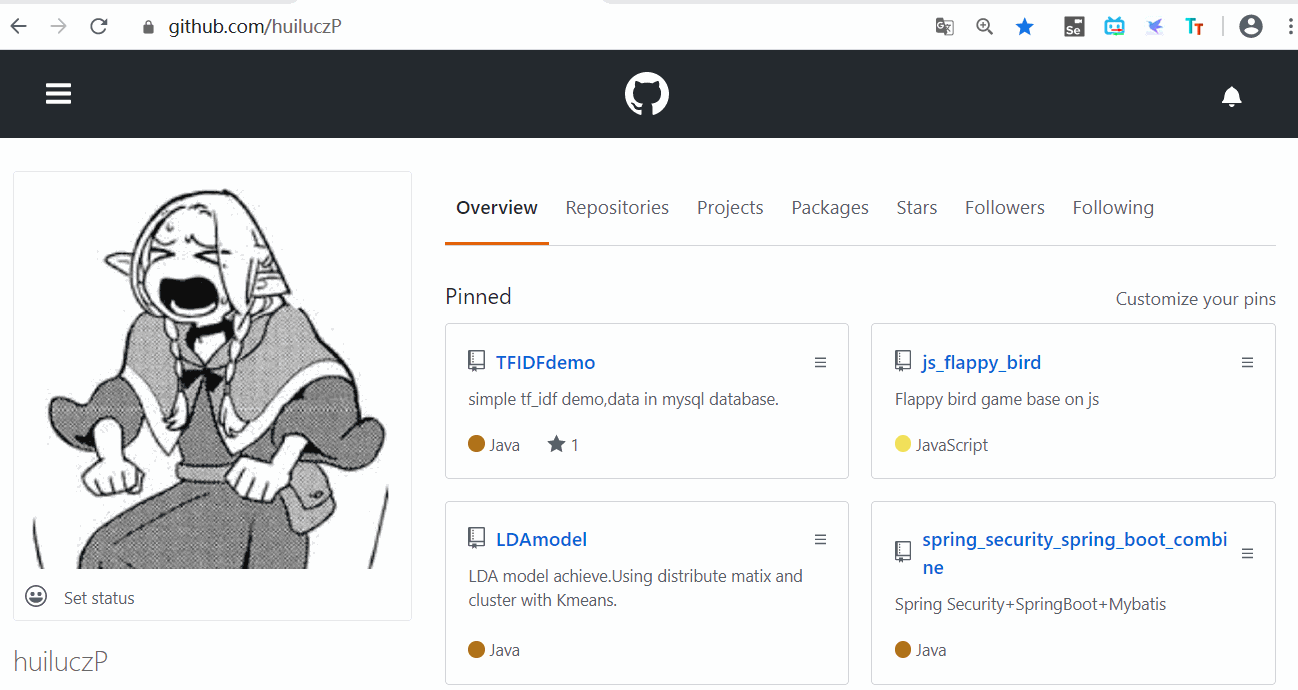 github.com/huiluczP
Se
TT
Overview Repositories Projects Packages Stars Followers Following
Pinned
Customize your pins
TFIDFdemo
simple tf_idf demo,data in mysql database.
Java 1
js_flappy_bird
Flappy bird game base on js
JavaScript
LDAmodel
LDA model achieve.Using distribute matix and
cluster with Kmeans.
Java
spring_security_spring_boot_combi
ne
Spring Security+SpringBoot+Mybatis
Java
Set status
huiluczP